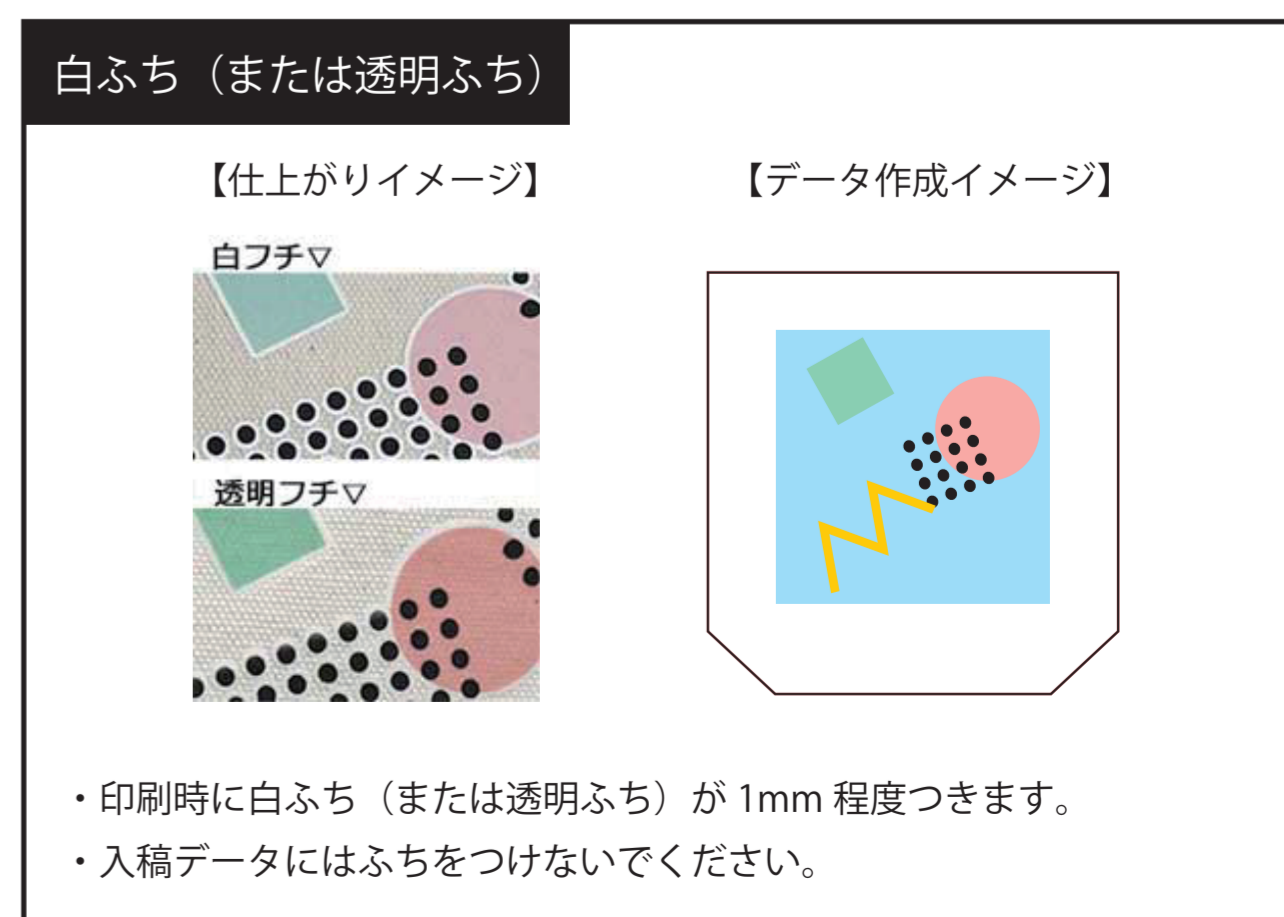 白ふち（または透明ふち）
【仕上がりイメージ】
【データ作成イメージ】
白フチ▽
透明フチ▽
・印刷時に白ふち（または透明ふち）が 1mm 程度つきます。
・入稿データにはふちをつけないでください。